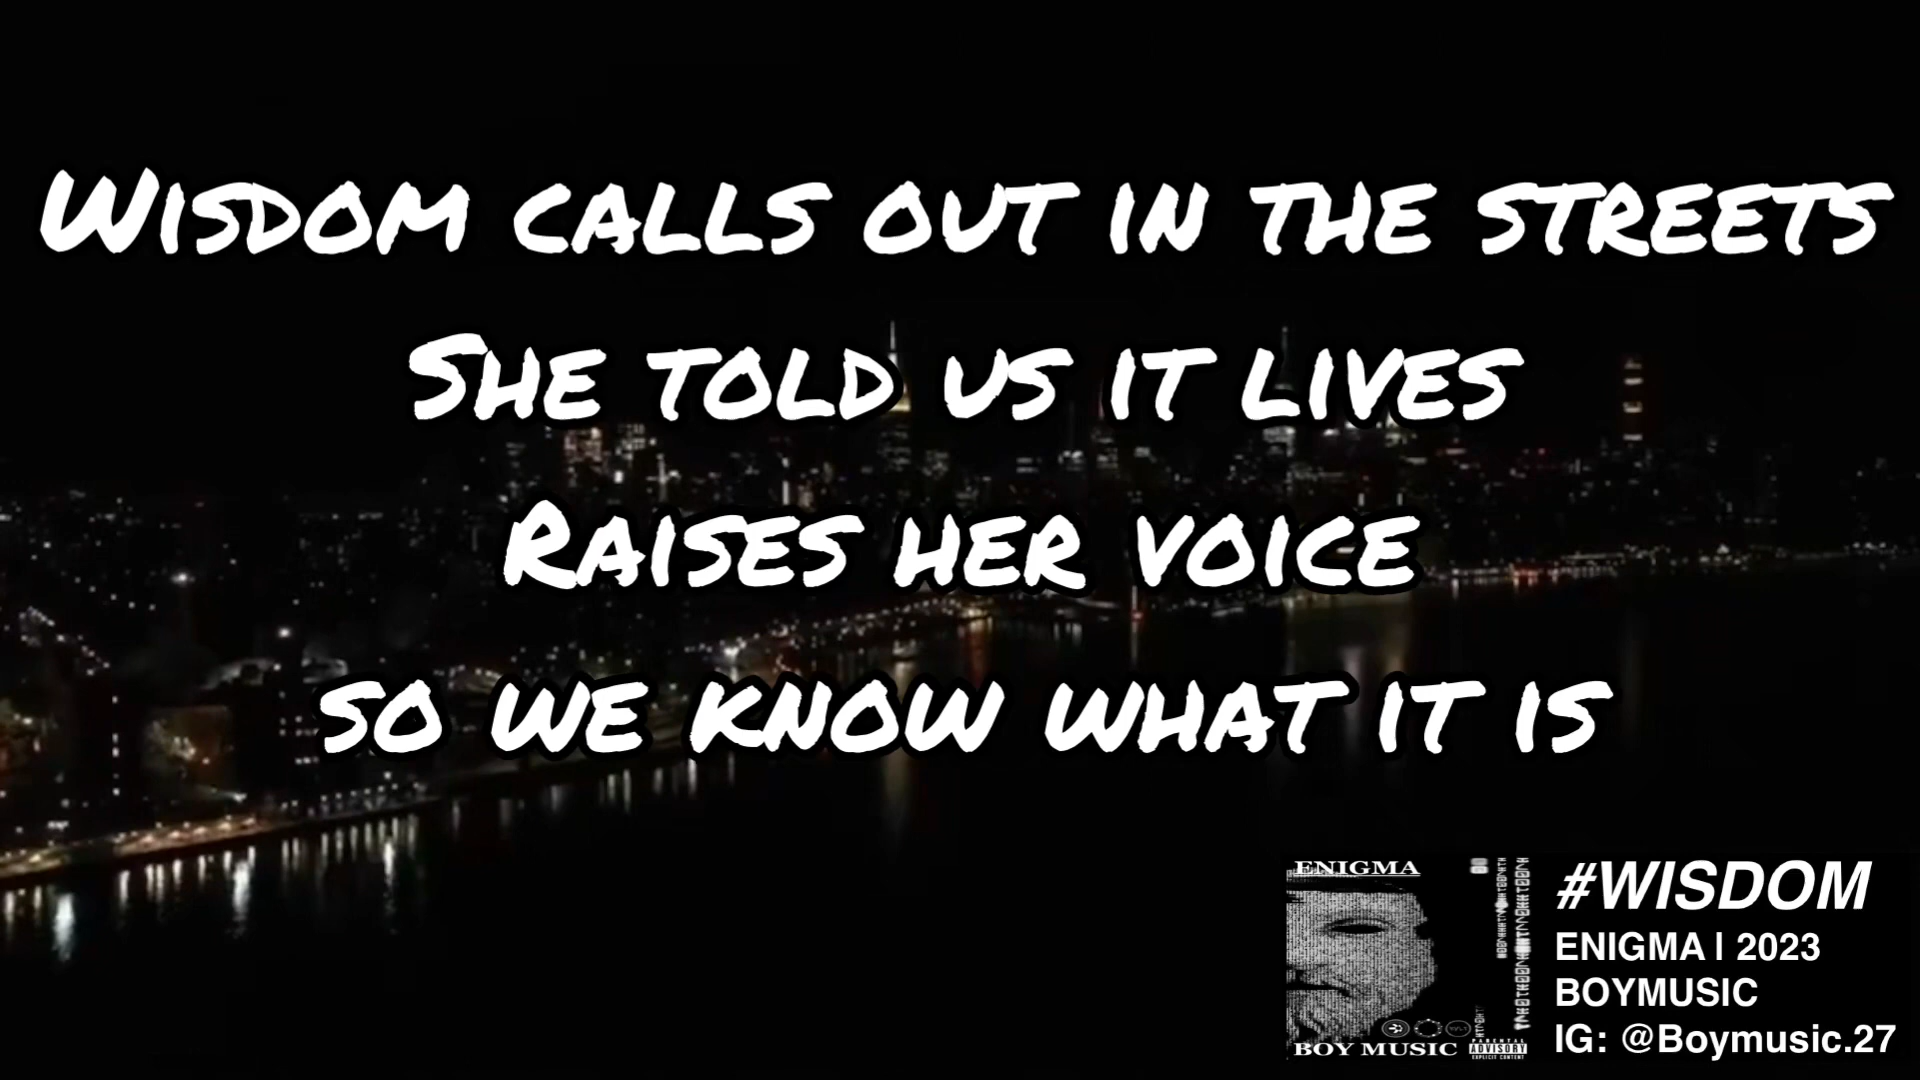 Wisdom calls out in the streets
She told us it lives
Raises her voice
so we know what it is
ENIGMA
BOY MUSIC
PARENTAL
ADVISORY
EXPLICIT CONTENT
#WISDOM
ENIGMA | 2023
BOYMUSIC
IG: @Boymusic.27